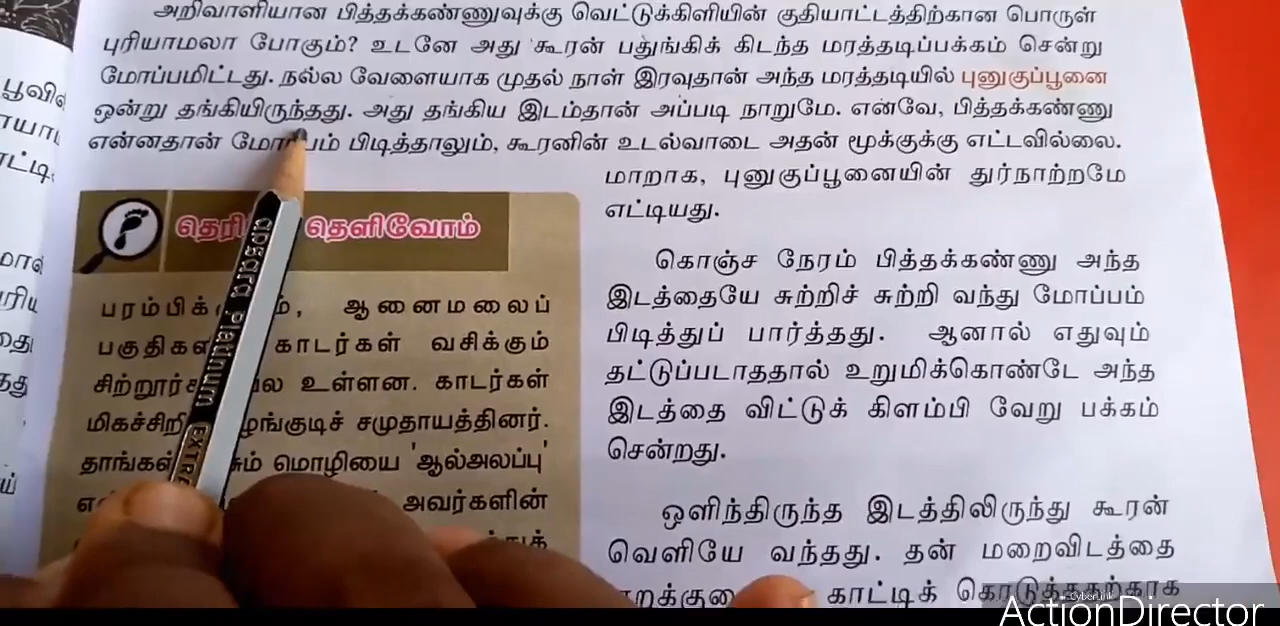 அறிவாளியான பித்தக்கண்ணுவுக்கு வெட்டுக்கிளியின் குதியாட்டத்திற்கான பொருள்
புரியாமலா போகும்? உடனே அது கூரன் பதுங்கிக் கிடந்த மரத்தடிப்பக்கம் சென்று
மோப்பமிட்டது. நல்ல வேளையாக முதல் நாள் இரவுதான் அந்த மரத்தடியில் புனுகுப்பூனை
ஒன்று தங்கியிருந்தது. அது தங்கிய இடம்தான் அப்படி நாறுமே. எனவே, பித்தக்கண்ணு
என்னதான் பிடித்தாலும், கூரனின் உடல்வாடை அதன் மூக்குக்கு எட்டவில்லை.
மாறாக, புனுகுப்பூனையின் துர்நாற்றமே
எட்டியது.
கொஞ்ச நேரம் பித்தக்கண்ணு அந்த
இடத்தையே சுற்றிச் சுற்றி வந்து மோப்பம்
பிடித்துப் பார்த்தது. ஆனால் எதுவும்
தட்டுப்படாததால் உறுமிக்கொண்டே அந்த
இடத்தை விட்டுக் கிளம்பி வேறு பக்கம்
சென்றது.
ஒளிந்திருந்த இடத்திலிருந்து கூரன்
வெளியே வந்தது. தன் மறைவிடத்தை
காட்டிக் கொடுத்ததற்காக
தெளிவோம்
ஆனைமலைப்
காடர்கள் வசிக்கும்
உள்ளன. காடர்கள்
சமுதாயத்தினர்.
மொழியை 'ஆல்அலப்பு'
அவர்களின்
apsara Platinum EXTRA
CyberLink
ActionDirector